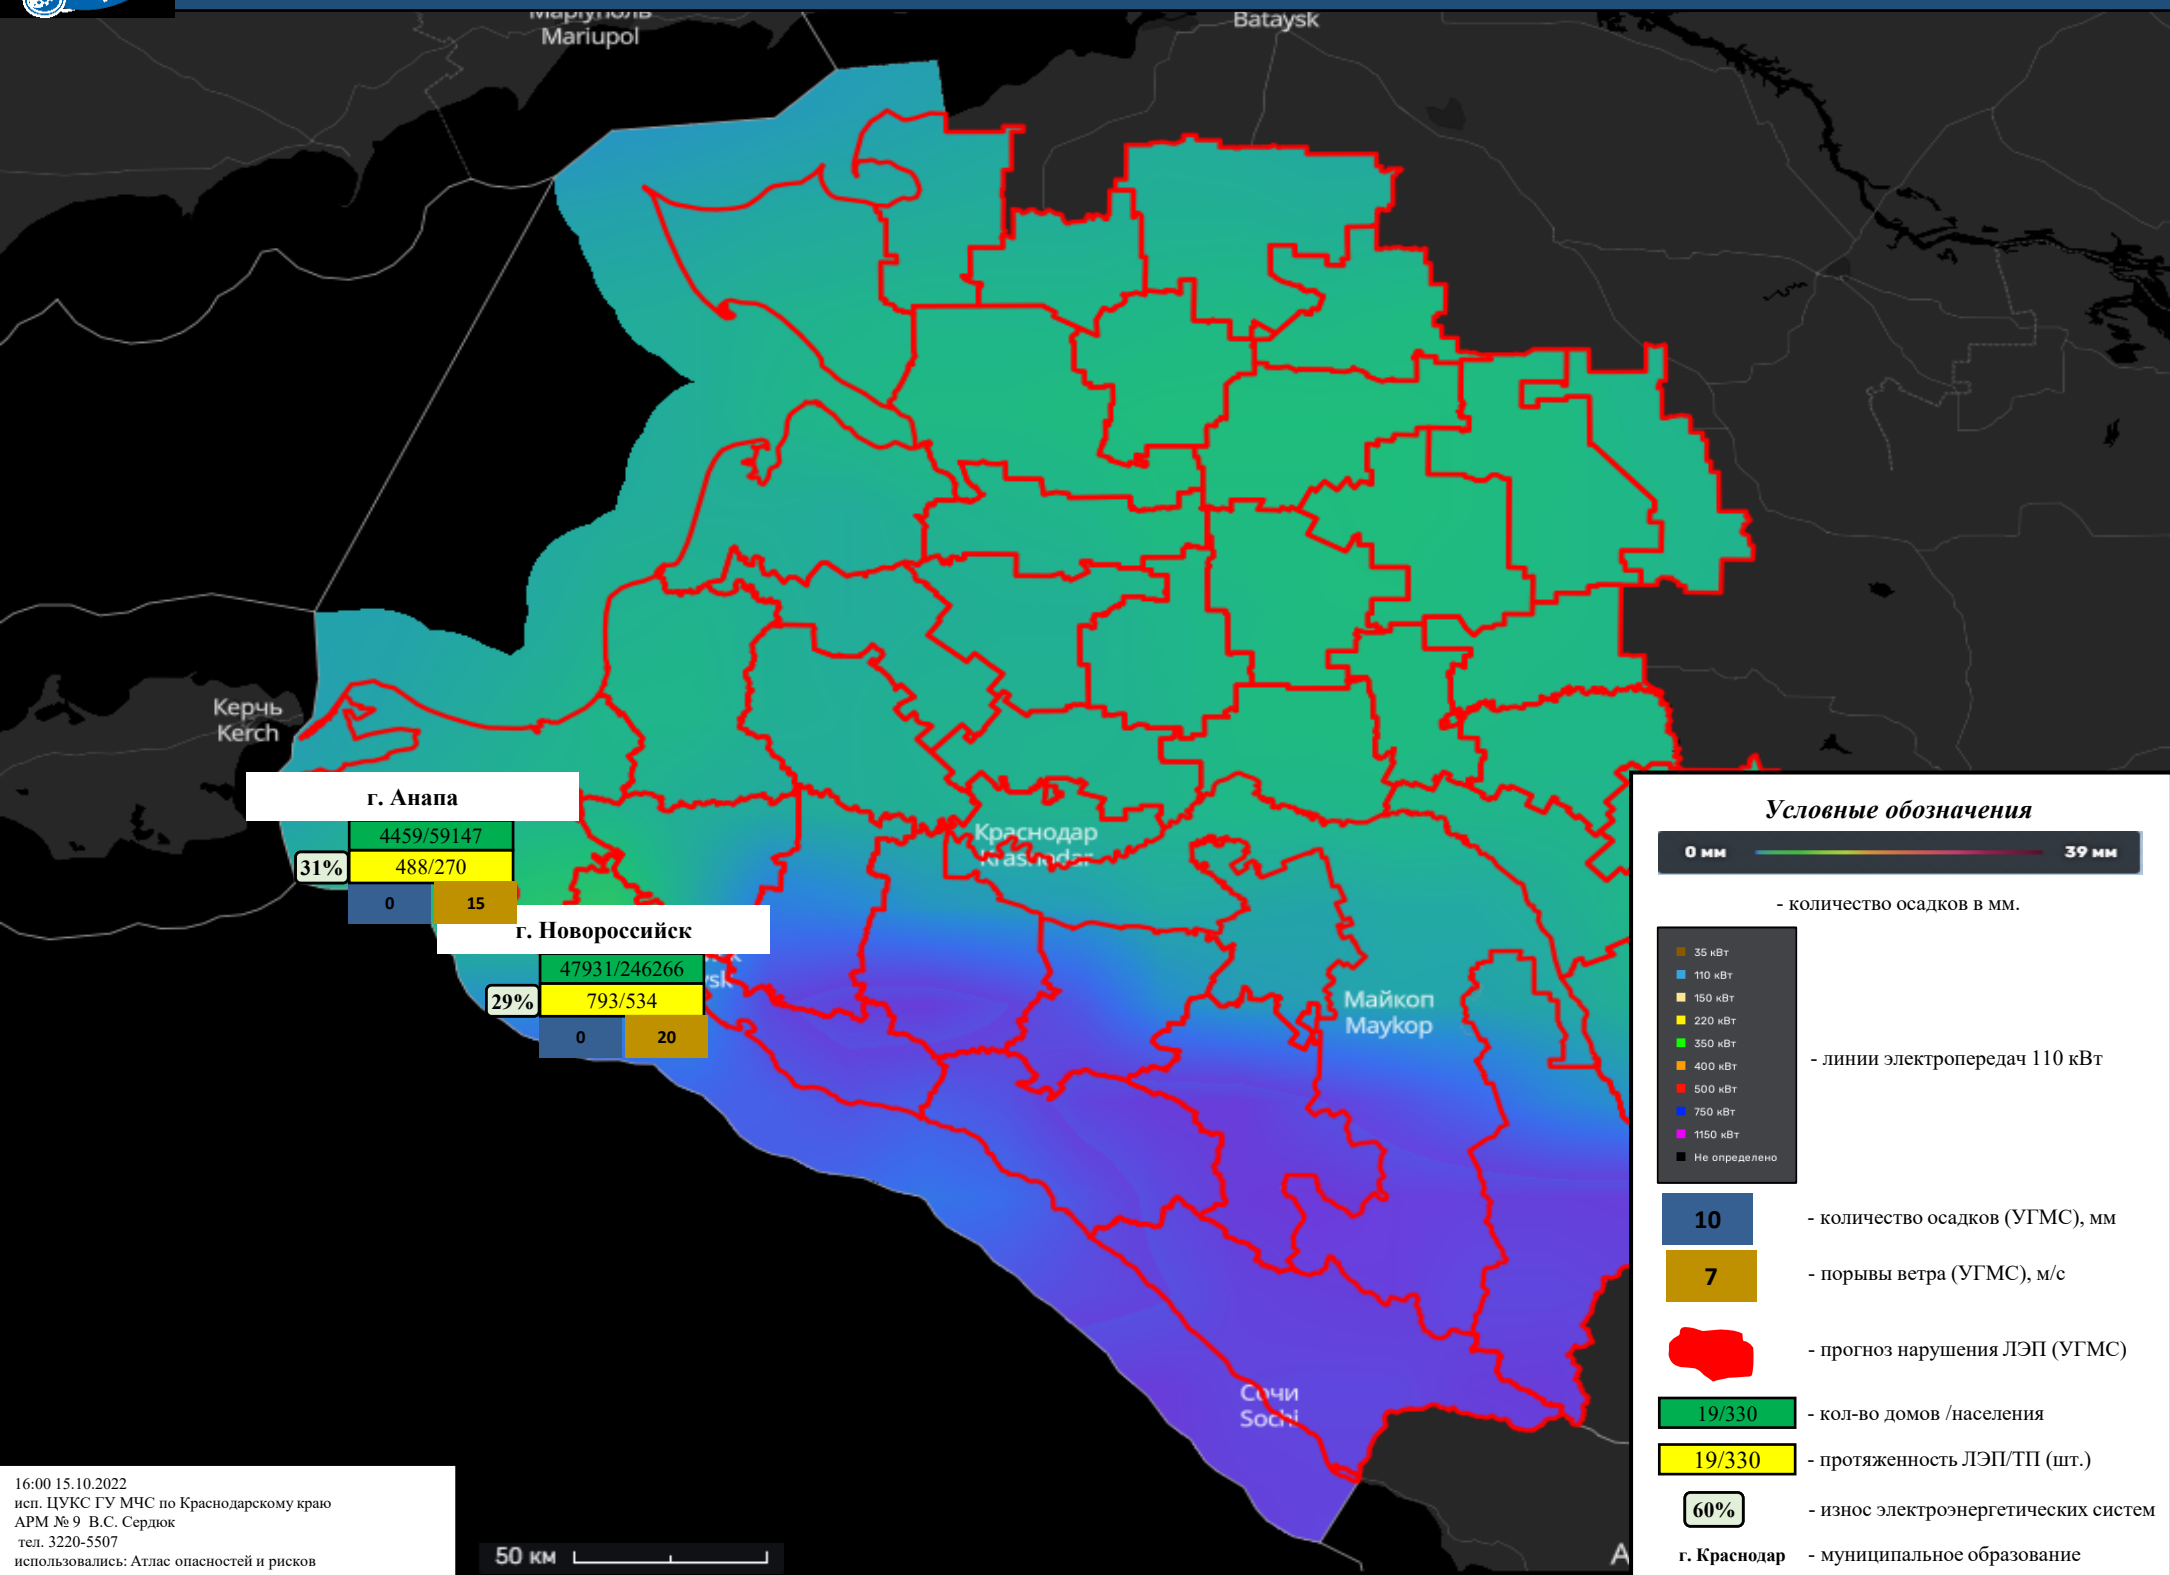 Мариуполь
Mariupol
Bataysk
Керчь
Kerch
г. Анапа
4459/59147
31%
488/270
0
15
г. Новороссийск
47931/246266
29%
793/534
0
20
Краснодар
Krasnodar
Майкоп
Maykop
Сочи
Sochi
Условные обозначения
0 мм
39 мм
- количество осадков в мм.
35 кВт
110 кВт
150 кВт
220 кВт
350 кВт
400 кВт
500 кВт
750 кВт
1150 кВт
Не определено
- линии электропередач 110 кВт
10
- количество осадков (УГМС), мм
7
- порывы ветра (УГМС), м/с
- прогноз нарушения ЛЭП (УГМС)
19/330
- кол-во домов /населения
19/330
- протяженность ЛЭП/ТП (шт.)
60%
- износ электроэнергетических систем
г. Краснодар
- муниципальное образование
16:00 15.10.2022
исп. ЦУКС ГУ МЧС по Краснодарскому краю
АРМ № 9 В.С. Сердюк
тел. 3220-5507
использовались: Атлас опасностей и рисков
50 км